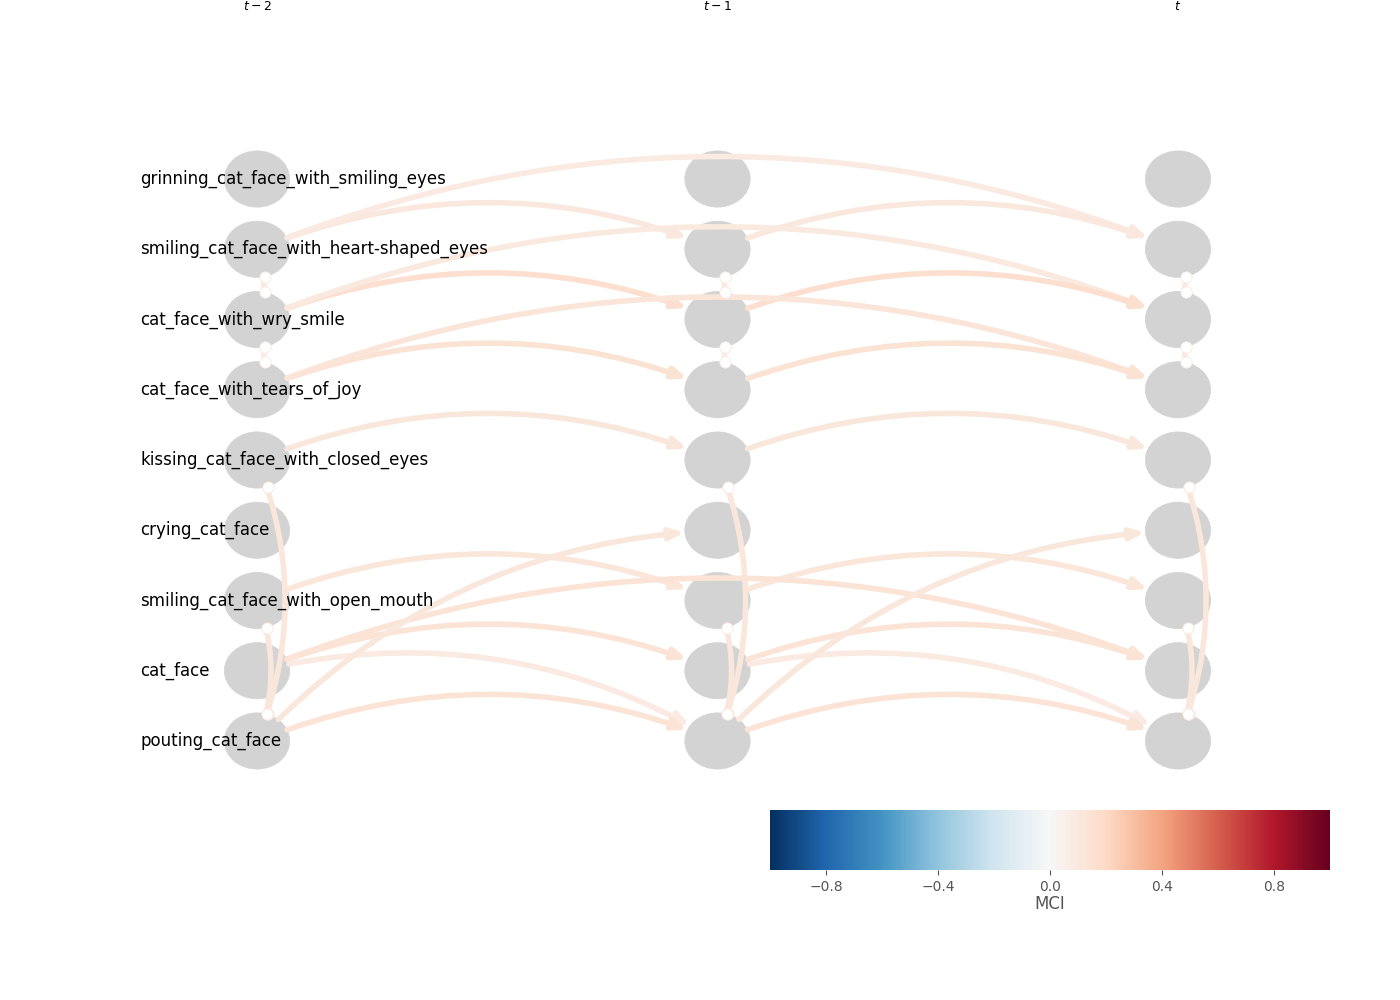 t − 2 t − 1 t
grinning_cat_face_with_smiling_eyes
smiling_cat_face_with_heart-shaped_eyes
cat_face_with_wry_smile
cat_face_with_tears_of_joy
kissing_cat_face_with_closed_eyes
crying_cat_face
smiling_cat_face_with_open_mouth
cat_face
pouting_cat_face
−0.8 −0.4 0.0 0.4 0.8
MCI